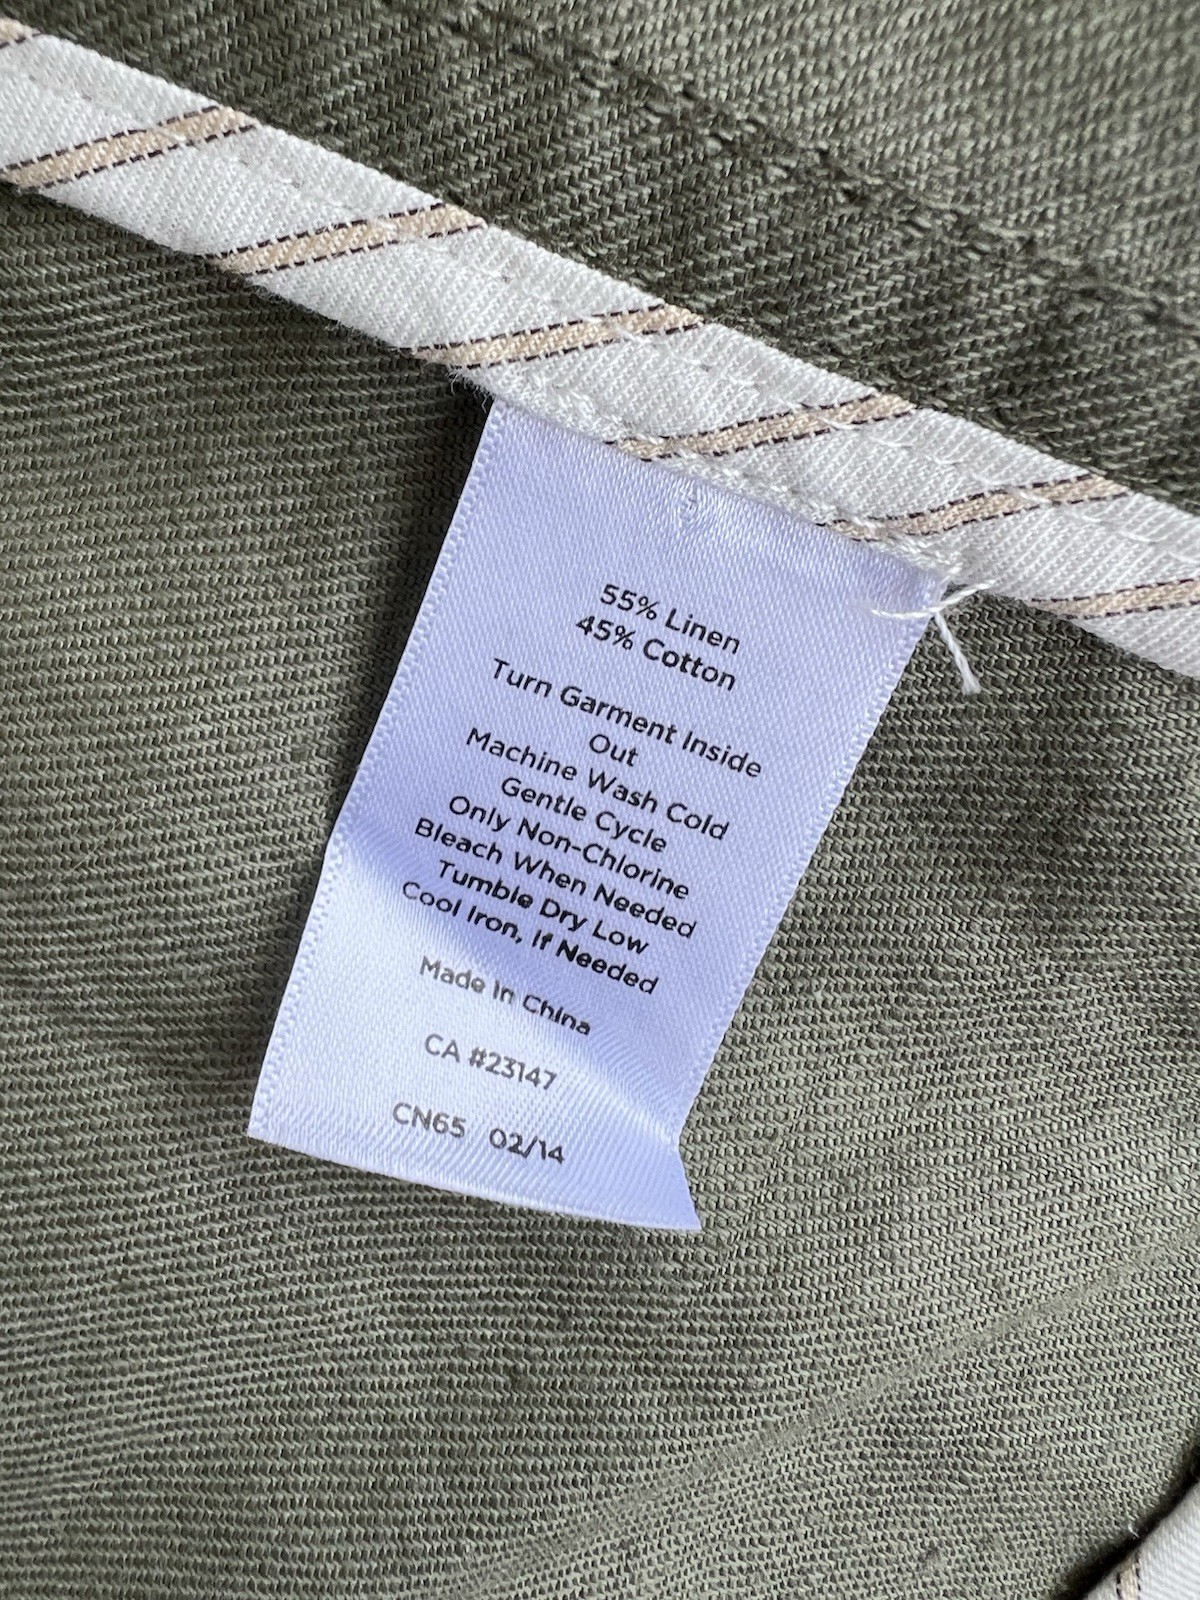 55% Linen
45% Cotton
Turn Garment Inside
Out
Machine Wash Cold
Gentle Cycle
Only Non-Chlorine
Bleach When Needed
Tumble Dry Low
Cool Iron, If Needed
Made In China
CA #23147
CN65 02/14